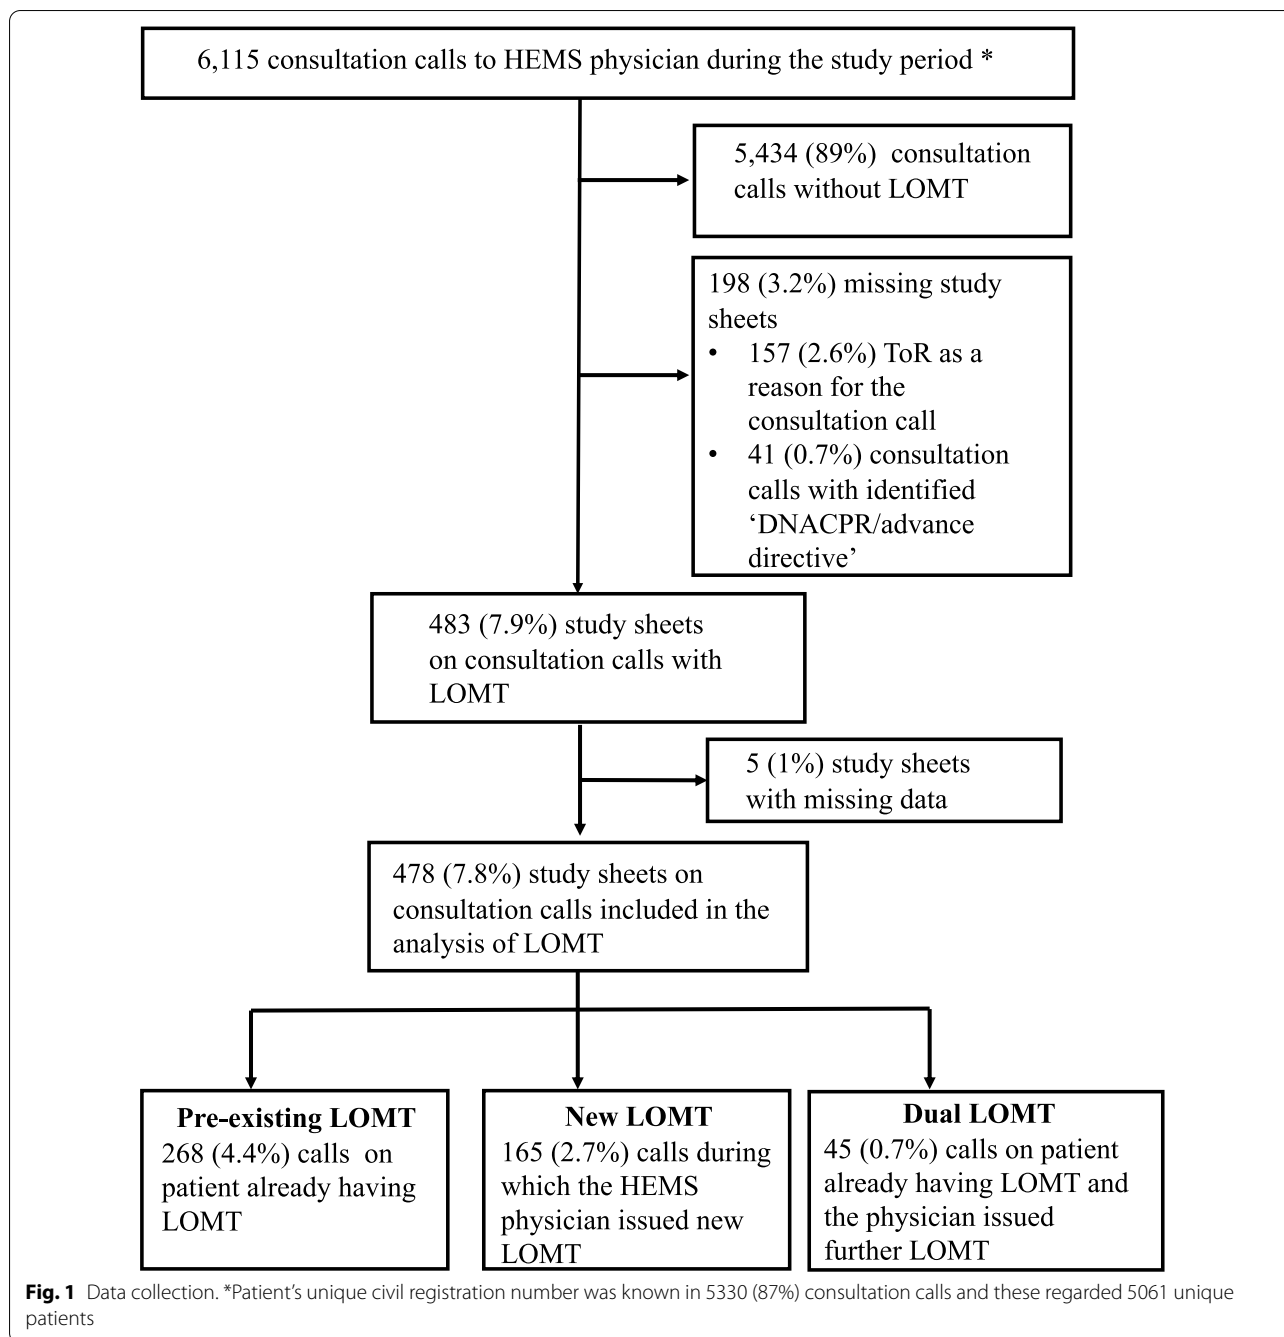 6,115 consultation calls to HEMS physician during the study period *
5,434 (89%) consultation
calls without LOMT
198 (3.2%) missing study
sheets
• 157 (2.6%) ToR as a
reason for the
consultation call
• 41 (0.7%) consultation
calls with identified
‘DNACPR/advance
directive’
483 (7.9%) study sheets
on consultation calls with
LOMT
5 (1%) study sheets
with missing data
478 (7.8%) study sheets on
consultation calls included in the
analysis of LOMT
Pre-existing LOMT
268 (4.4%) calls on
patient already having
LOMT
New LOMT
165 (2.7%) calls during
which the HEMS
physician issued new
LOMT
Dual LOMT
45 (0.7%) calls on patient
already having LOMT and
the physician issued
further LOMT
Fig. 1 Data collection. *Patient’s unique civil registration number was known in 5330 (87%) consultation calls and these regarded 5061 unique
patients